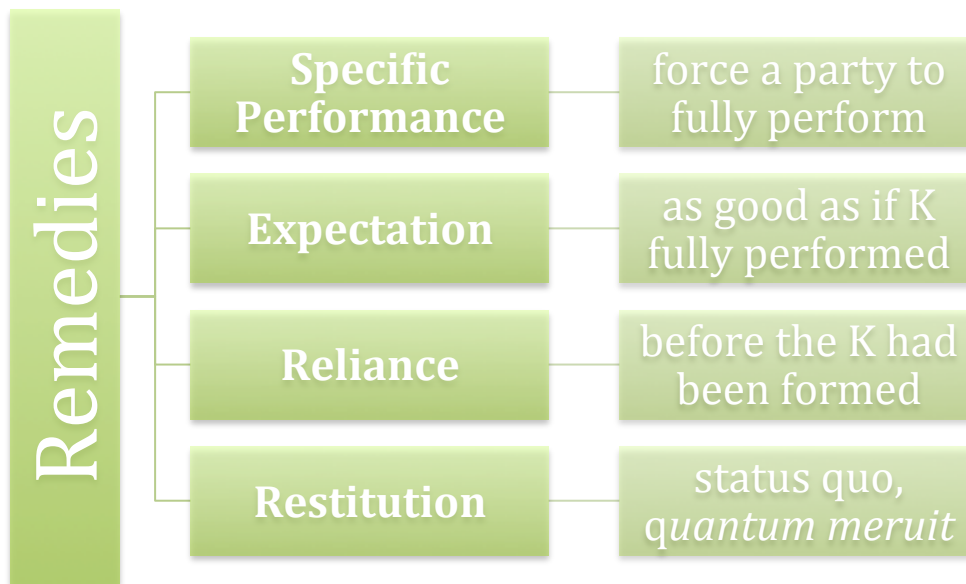 Remedies
Specific
Performance
force a party to
fully perform
Expectation
as good as if K
fully performed
Reliance
before the K had
been formed
Restitution
status quo,
quantum meruit